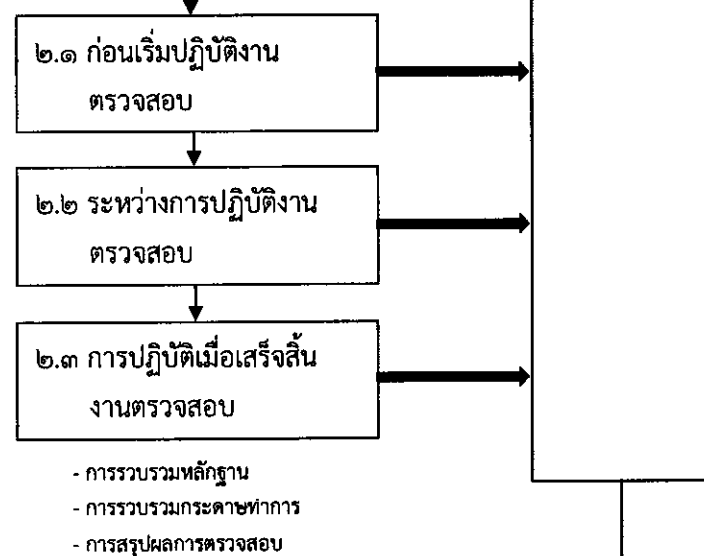 ๒.๑ ก่อนเริ่มปฏิบัติงาน
ตรวจสอบ
๒.๒ ระหว่างการปฏิบัติงาน
ตรวจสอบ
๒.๓ การปฏิบัติเมื่อเสร็จสิ้น
งานตรวจสอบ
- การรวบรวมหลักฐาน
- การรวบรวมกระดาษทำการ
- การสรุปผลการตรวจสอบ